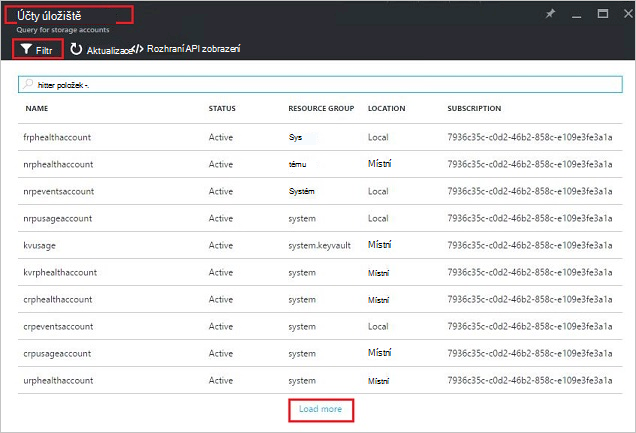 Účty úložiště
Query for storage accounts
Filtr Aktualizace </> Rozhraní API zobrazení
hitter položek -.
NAME STATUS RESOURCE GROUP LOCATION SUBSCRIPTION
frphealthaccount Active Sys Local 7936c35c-c0d2-46b2-858c-e109e3fe3a1a
nrphealthaccount Active tému Místní 7936c35c-c0d2-46b2-858c-e109e3fe3a1a
nrpeventsaccount Active Systém Local 7936c35c-c0d2-46b2-858c-e109e3fe3a1a
nrpusageaccount Active system Local 7936c35c-c0d2-46b2-858c-e109e3fe3a1a
kvusage Active system.keyvault Místní 7936c35c-c0d2-46b2-858c-e109e3fe3a1a
kvrphealthaccount Active system Místní 7936c35c-c0d2-46b2-858c-e109e3fe3a1a
crphealthaccount Active system Místní 7936c35c-c0d2-46b2-858c-e109e3fe3a1a
crpeventsaccount Active system Local 7936c35c-c0d2-46b2-858c-e109e3fe3a1a
crpusageaccount Active system Místní 7936c35c-c0d2-46b2-858c-e109e3fe3a1a
urphealthaccount Active system Místní 7936c35c-c0d2-46b2-858c-e109e3fe3a1a
Load more